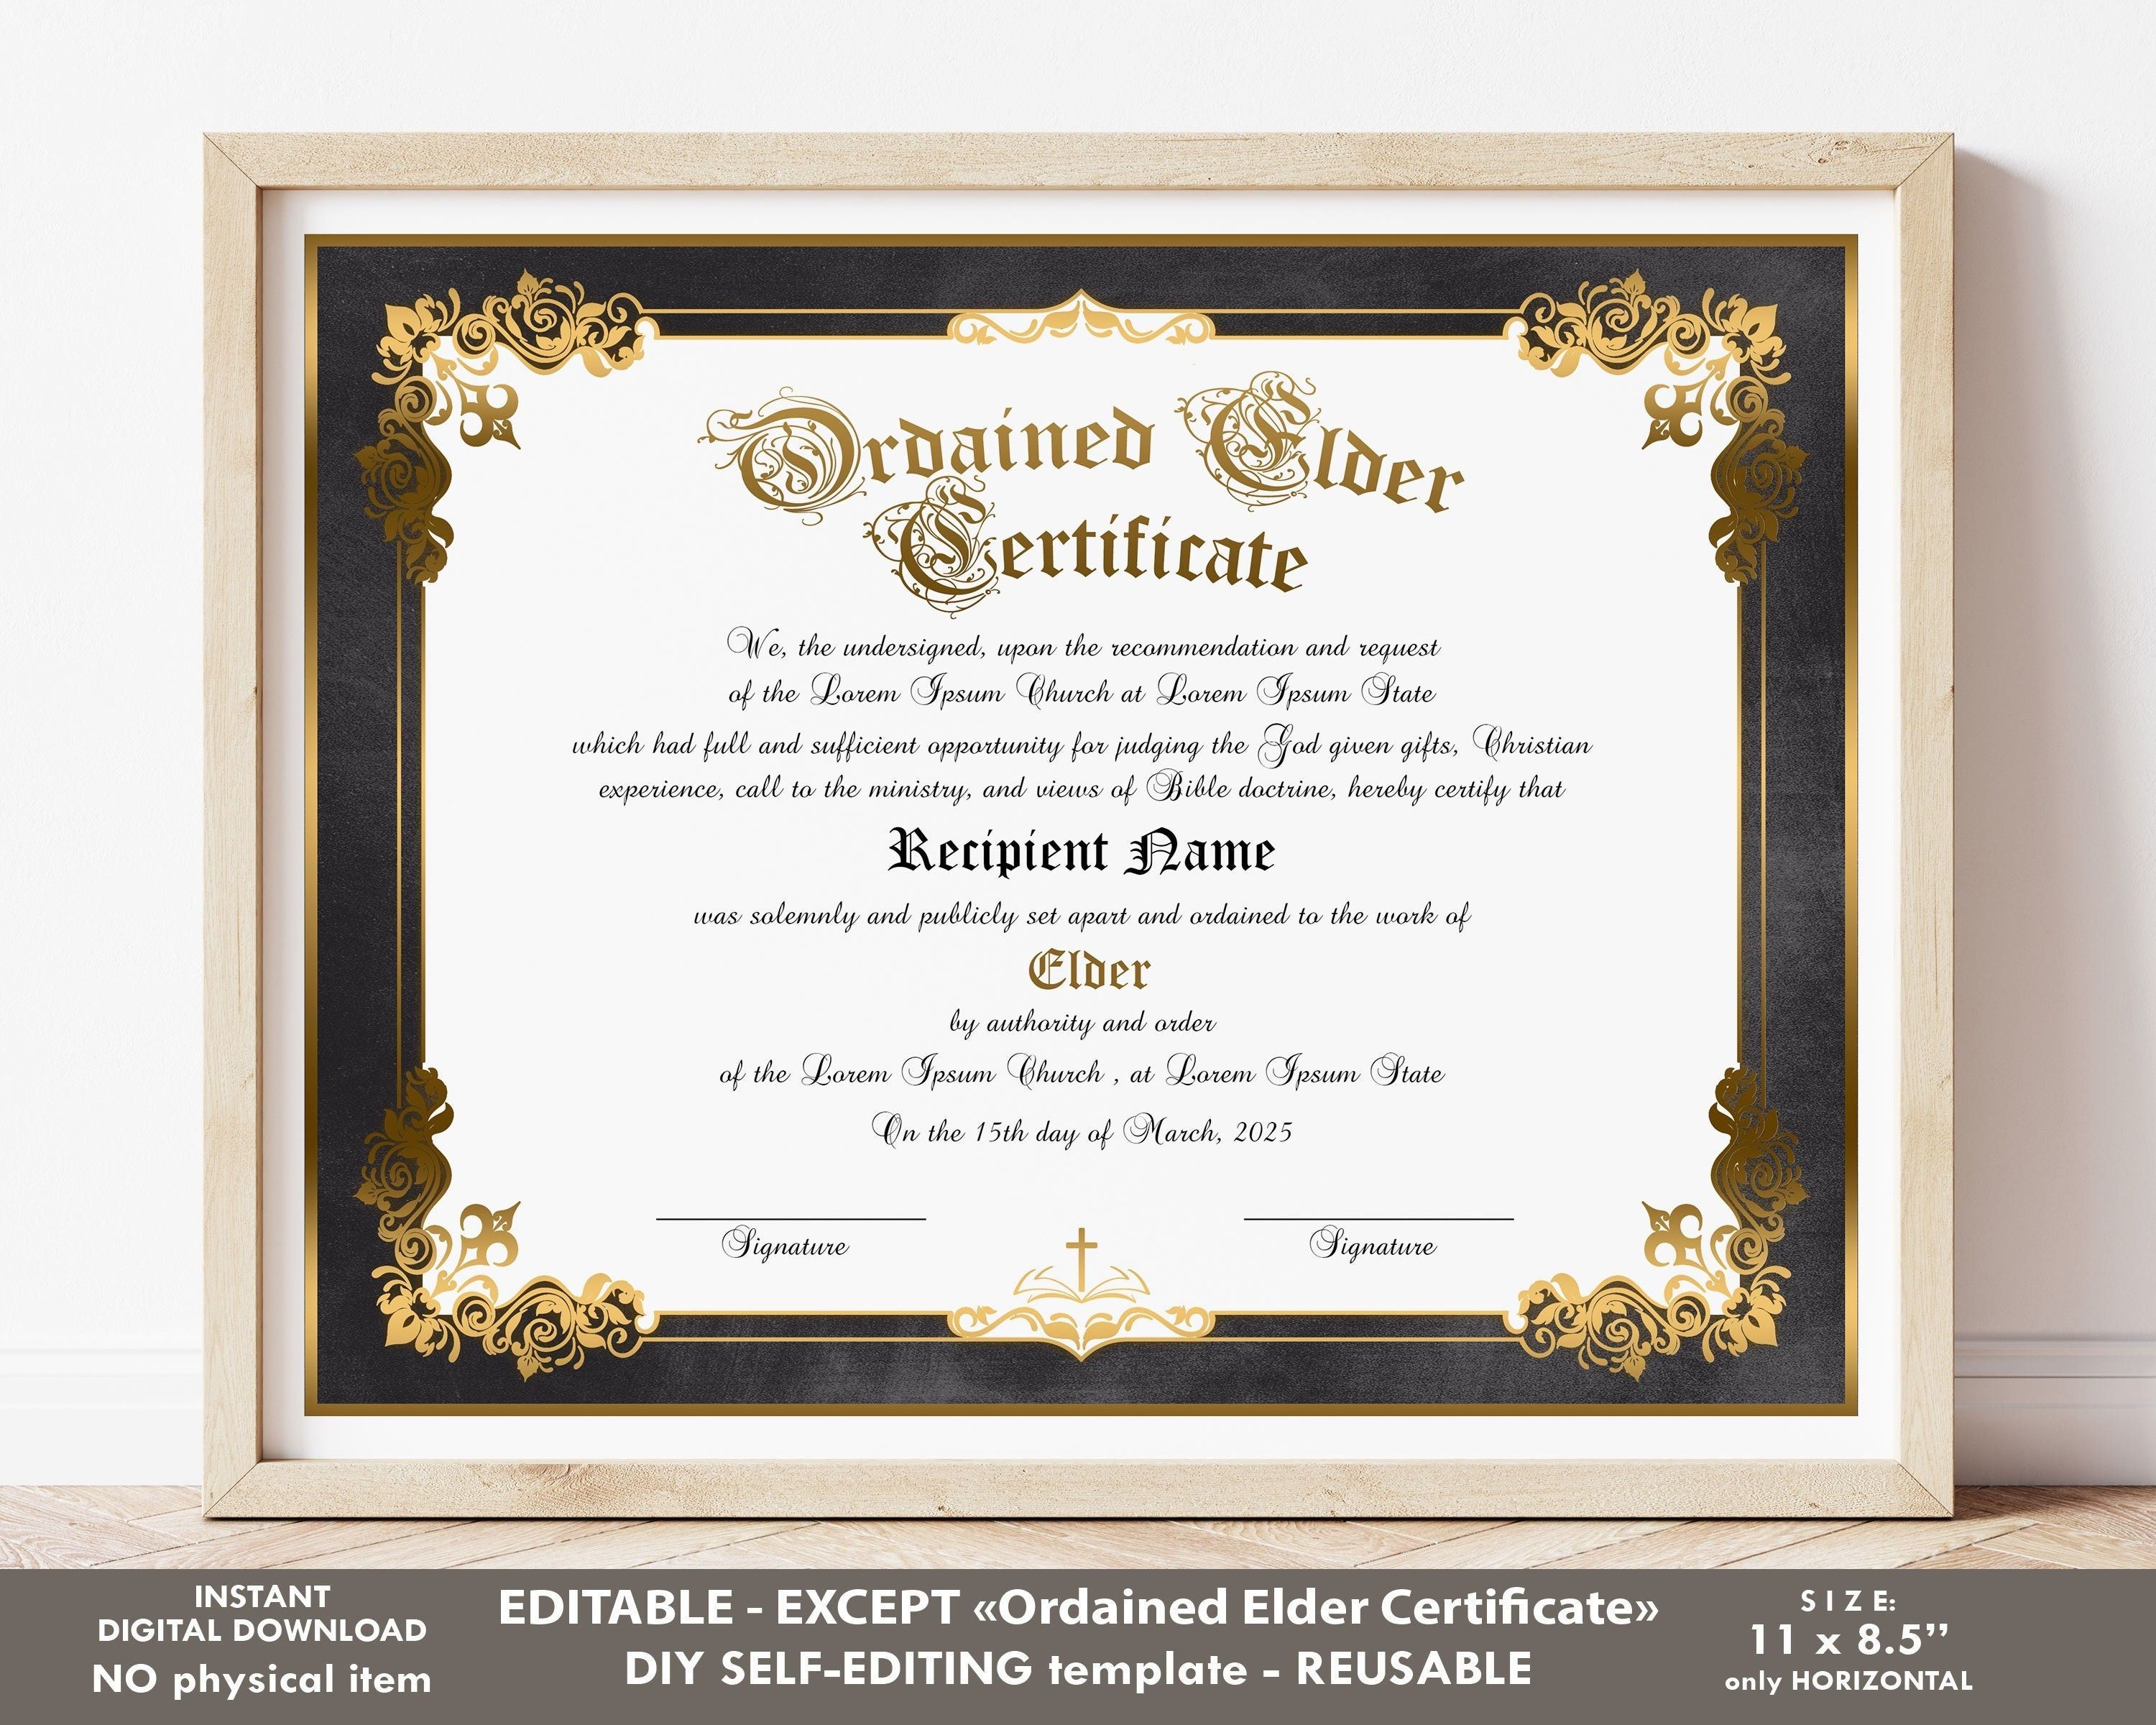 Ordained Elder
Certificate
We, the undersigned, upon the recommendation and request
of the Lorem Ipsum Church at Lorem Ipsum State
which had full and sufficient opportunity for judging the God given gifts, Christian
experience, call to the ministry, and views of Bible doctrine, hereby certify that
Recipient Name
was solemnly and publicly set apart and ordained to the work of
Elder
by authority and order
of the Lorem Ipsum Church , at Lorem Ipsum State
On the 15th day of March, 2025
Signature
Signature
INSTANT
DIGITAL DOWNLOAD
NO physical item
EDITABLE - EXCEPT «Ordained Elder Certificate»
DIY SELF-EDITING template - REUSABLE
SIZE:
11 x 8.5’’
only HORIZONTAL